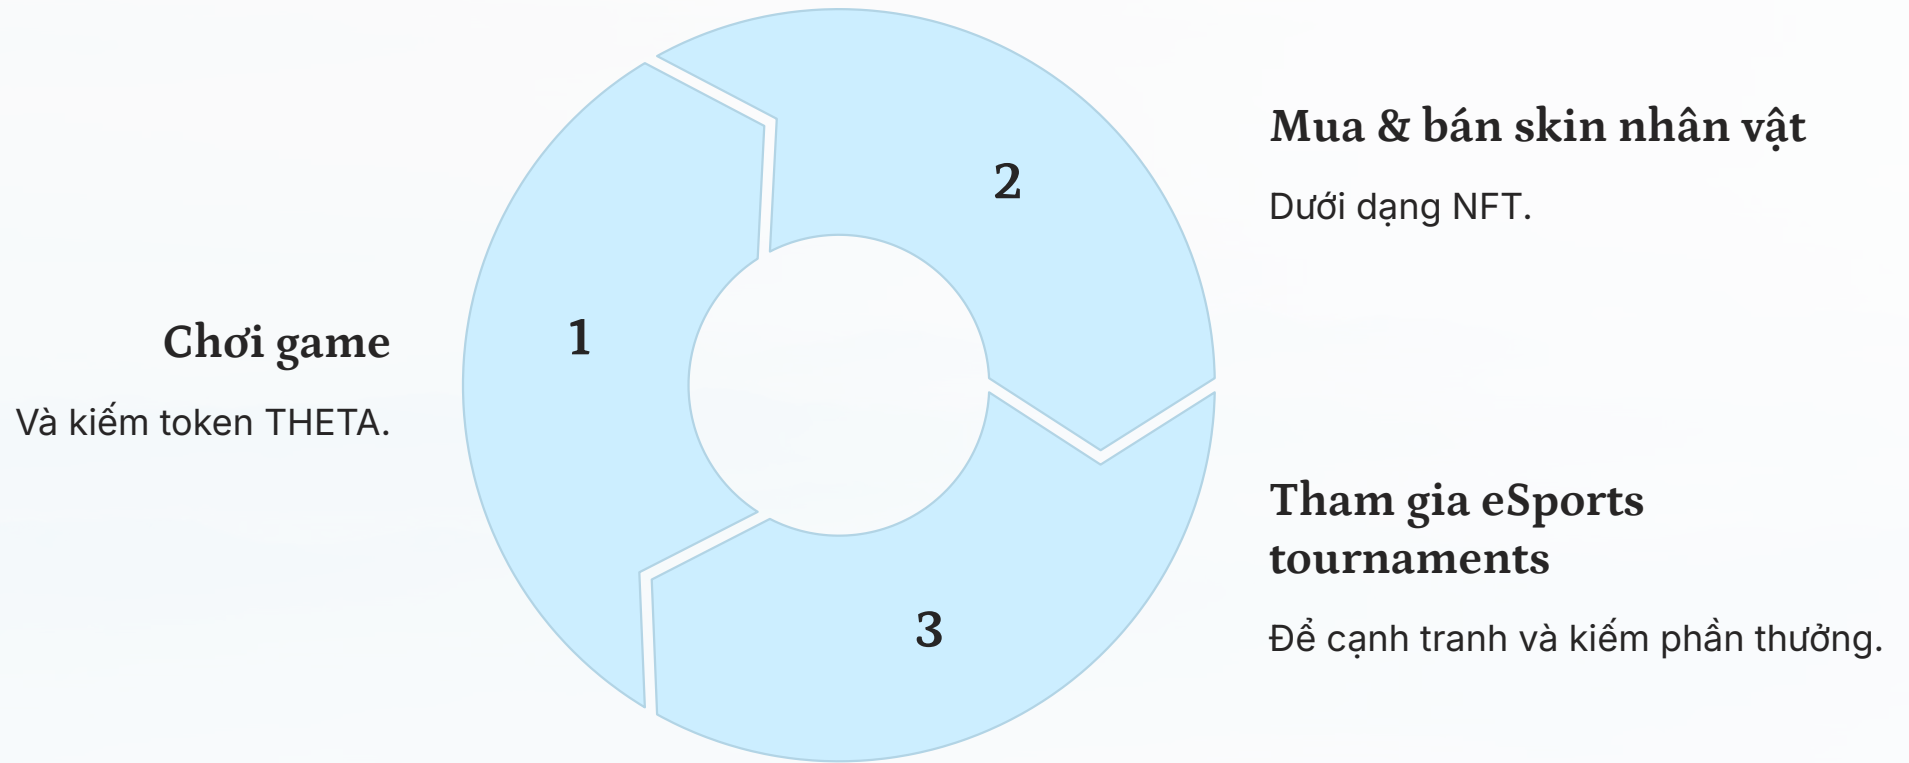 1
Chơi game
Và kiếm token THETA.
2
Mua & bán skin nhân vật
Dưới dạng NFT.
3
Tham gia eSports
tournaments
Để cạnh tranh và kiếm phần thưởng.